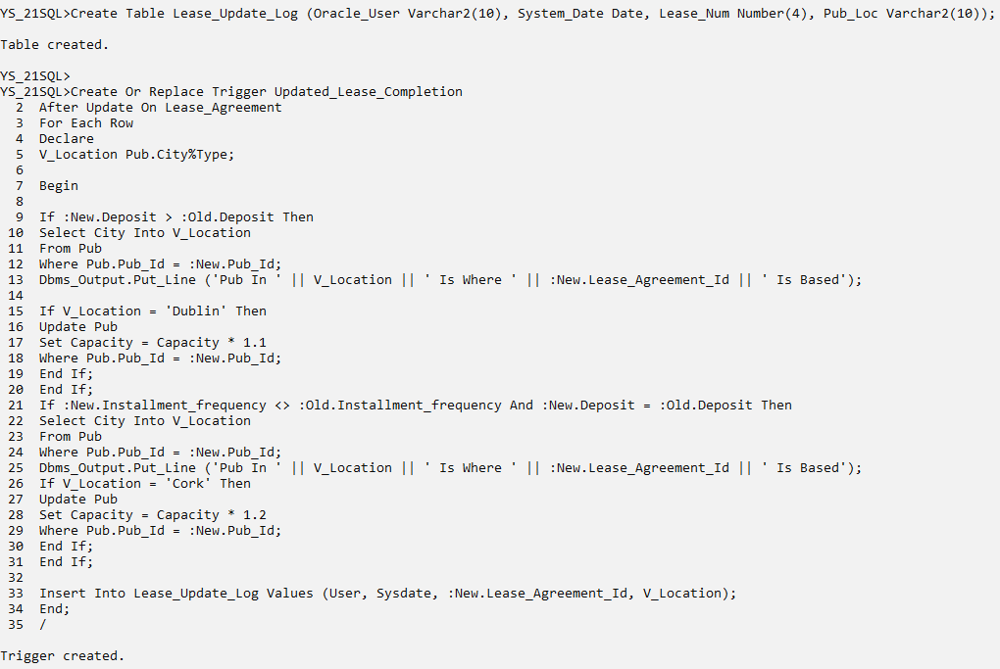 YS_21SQL>Create Table Lease_Update_Log (Oracle_User Varchar2(10), System_Date Date, Lease_Num Number(4), Pub_Loc Varchar2(10));
Table created.
YS_21SQL>
YS_21SQL>Create Or Replace Trigger Updated_Lease_Completion
2 After Update On Lease_Agreement
3 For Each Row
4 Declare
5 V_Location Pub.City%Type;
6
7 Begin
8
9 If :New.Deposit > :Old.Deposit Then
10 Select City Into V_Location
11 From Pub
12 Where Pub.Pub_Id = :New.Pub_Id;
13 Dbms_Output.Put_Line ('Pub In ' || V_Location || ' Is Where ' || :New.Lease_Agreement_Id || ' Is Based');
14
15 If V_Location = 'Dublin' Then
16 Update Pub
17 Set Capacity = Capacity * 1.1
18 Where Pub.Pub_Id = :New.Pub_Id;
19 End If;
20 End If;
21 If :New.Installment_frequency <> :Old.Installment_frequency And :New.Deposit = :Old.Deposit Then
22 Select City Into V_Location
23 From Pub
24 Where Pub.Pub_Id = :New.Pub_Id;
25 Dbms_Output.Put_Line ('Pub In ' || V_Location || ' Is Where ' || :New.Lease_Agreement_Id || ' Is Based');
26 If V_Location = 'Cork' Then
27 Update Pub
28 Set Capacity = Capacity * 1.2
29 Where Pub.Pub_Id = :New.Pub_Id;
30 End If;
31 End If;
32
33 Insert Into Lease_Update_Log Values (User, Sysdate, :New.Lease_Agreement_Id, V_Location);
34 End;
35 /
Trigger created.